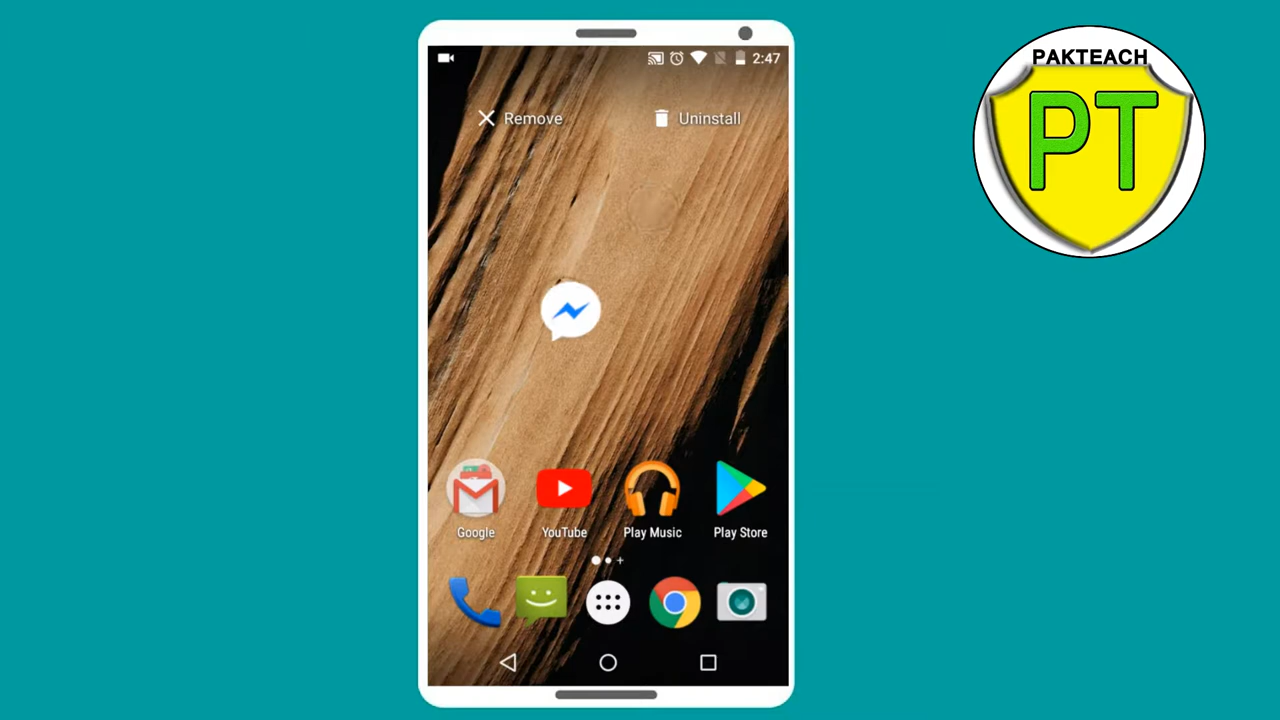 PAKTEACH
PT
2:47
Remove
Uninstall
Google
YouTube
Play Music
Play Store